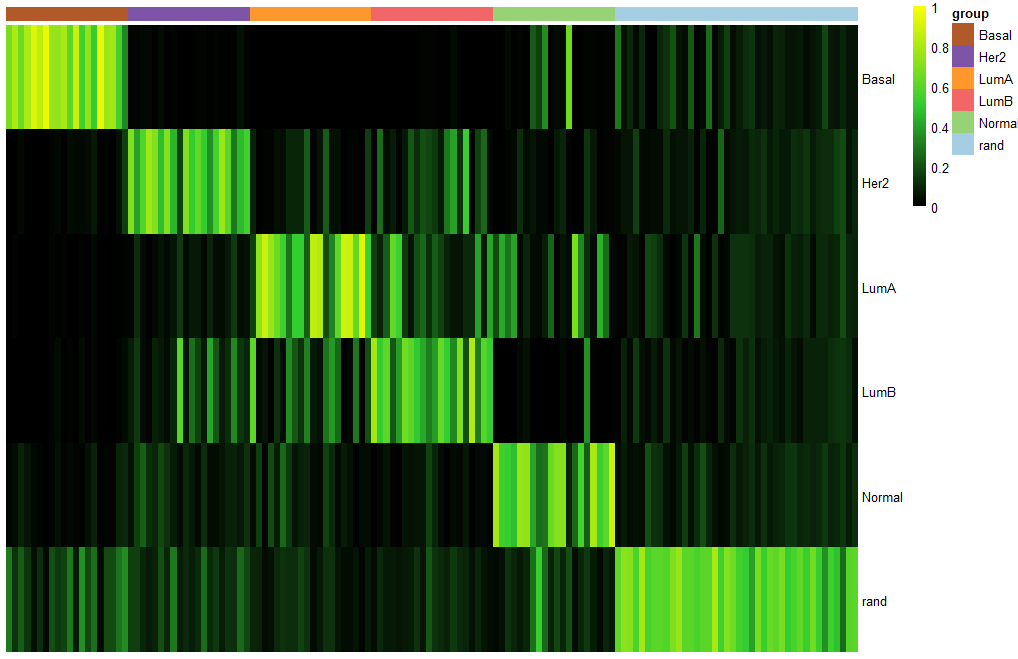 1
0.8
0.6
0.4
0.2
0
group
Basal
Her2
LumA
LumB
Normal
rand
Basal
Her2
LumA
LumB
Normal
rand